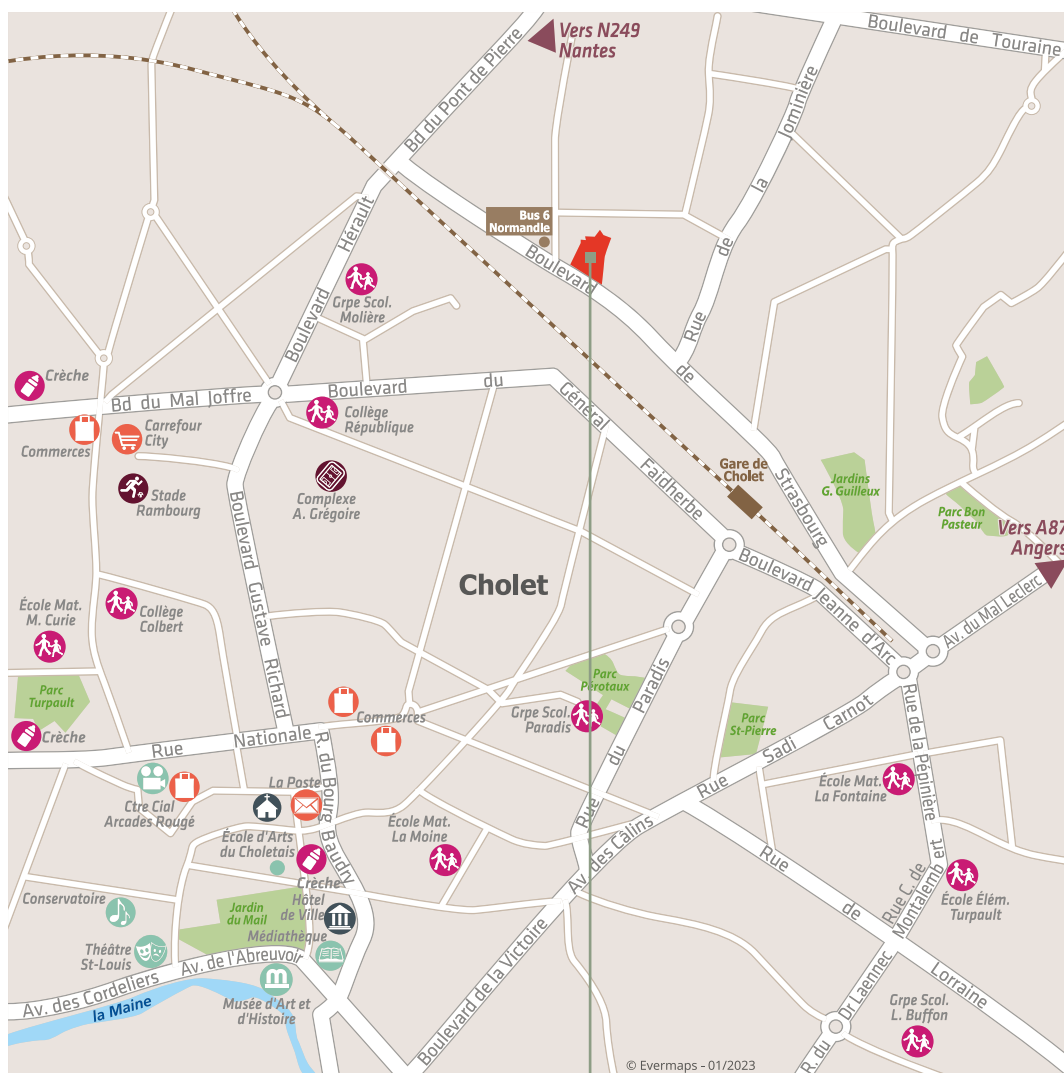 Vers N249
Nantes
Boulevard de Touraine
Bd du Pont de Pierre
Rue de la Jominière
Bus 6
Normandie
Boulevard de Strasbourg
Boulevard Hérault
Grpe Scol.
Molière
Crèche
Bd du Mal Joffre
Boulevard du Général Faidherbe
Commerces
Carrefour
City
Collège
République
Stade
Rambourg
Complexe
A. Grégoire
Gare de
Cholet
Jardins
G. Guilleux
Parc Bon
Pasteur
Vers A87
Angers
Boulevard Gustave Richard
Cholet
Boulevard Jeanne d'Arc
Av. du Mal Leclerc
École Mat.
M. Curie
Collège
Colbert
Parc
Turpault
Crèche
Rue Nationale
Commerces
Parc
Pérotaux
Grpe Scol.
Paradis
Rue du Paradis
Parc
St-Pierre
Rue Sadi Carnot
Rue de la Pépinière
Ctre Cial
Arcades Rougé
La Poste
R. du Bourg Baudry
École d'Arts
du Choletais
École Mat.
La Moine
École Mat.
La Fontaine
Av. des Câlins
Rue de Lorraine
Crèche
Conservatoire
Jardin
du Mail
Hôtel
de Ville
Médiathèque
Rue C. de
Montalembert
École Élém.
Turpault
Théâtre
St-Louis
Av. de l'Abreuvoir
Av. des Cordeliers
la Maine
Musée d'Art et
d'Histoire
Boulevard de la Victoire
R. du Dr Laennec
Grpe Scol.
L. Buffon
© Evermaps - 01/2023